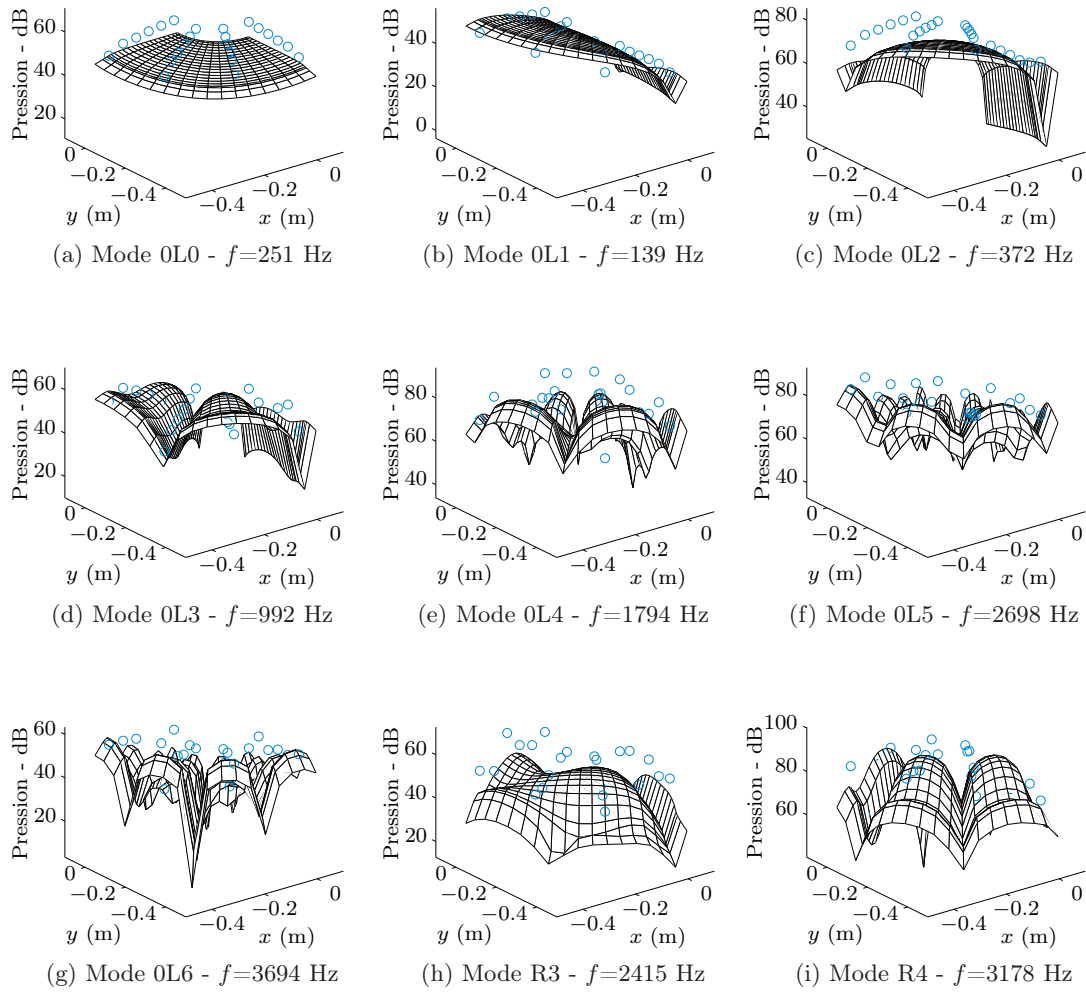 Pression - dB
60
40
20
0
−0.2
−0.4
y (m)
−0.4
−0.2
0
x (m)
(a) Mode 0L0 - f=251 Hz
Pression - dB
40
20
0
0
−0.2
−0.4
y (m)
−0.4
−0.2
0
x (m)
(b) Mode 0L1 - f=139 Hz
Pression - dB
80
60
40
0
−0.2
−0.4
y (m)
−0.4
−0.2
0
x (m)
(c) Mode 0L2 - f=372 Hz
Pression - dB
60
40
20
0
−0.2
−0.4
y (m)
−0.4
−0.2
0
x (m)
(d) Mode 0L3 - f=992 Hz
Pression - dB
80
60
40
0
−0.2
−0.4
y (m)
−0.4
−0.2
0
x (m)
(e) Mode 0L4 - f=1794 Hz
Pression - dB
80
60
40
0
−0.2
−0.4
y (m)
−0.4
−0.2
0
x (m)
(f) Mode 0L5 - f=2698 Hz
Pression - dB
60
40
20
0
−0.2
−0.4
y (m)
−0.4
−0.2
0
x (m)
(g) Mode 0L6 - f=3694 Hz
Pression - dB
60
40
20
0
−0.2
−0.4
y (m)
−0.4
−0.2
0
x (m)
(h) Mode R3 - f=2415 Hz
Pression - dB
100
80
60
0
−0.2
−0.4
y (m)
−0.4
−0.2
0
x (m)
(i) Mode R4 - f=3178 Hz